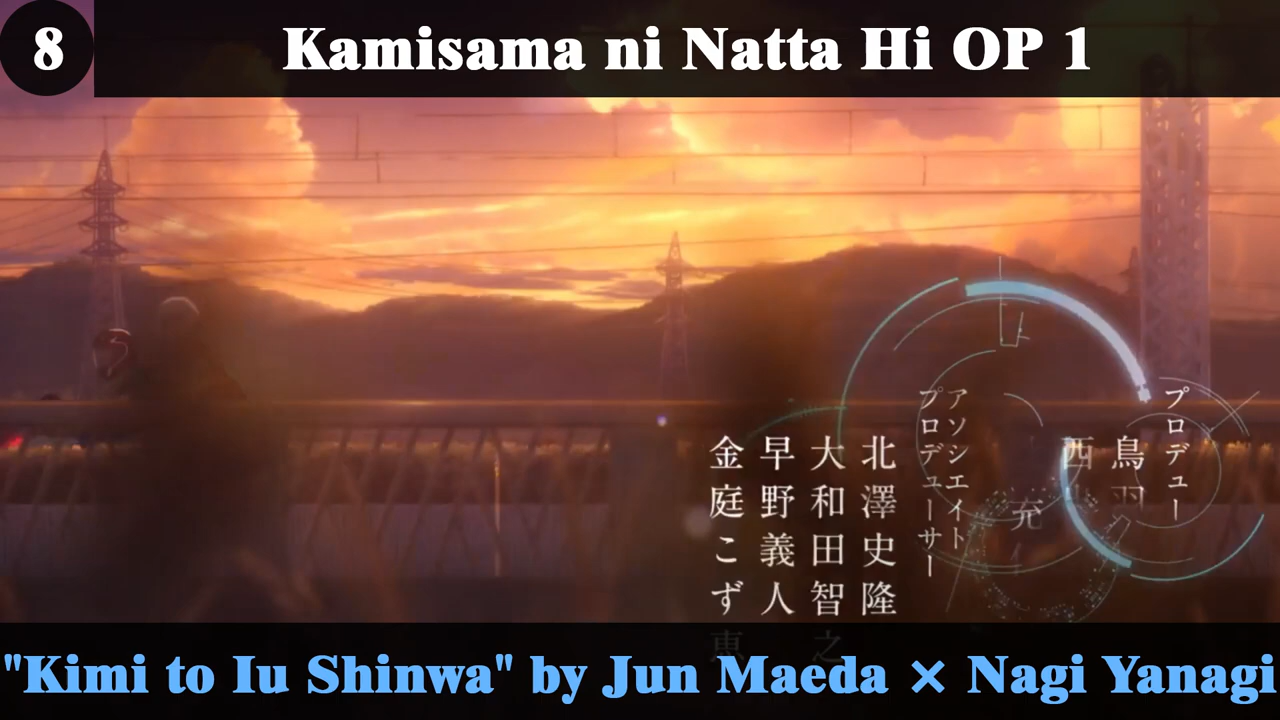 8
Kamisama ni Natta Hi OP 1
プロデュー
鳥
西
充
アソシエイト
プロデューサー
北澤史隆
大和田智之
早野義人
金庭こず恵
"Kimi to Iu Shinwa" by Jun Maeda × Nagi Yanagi